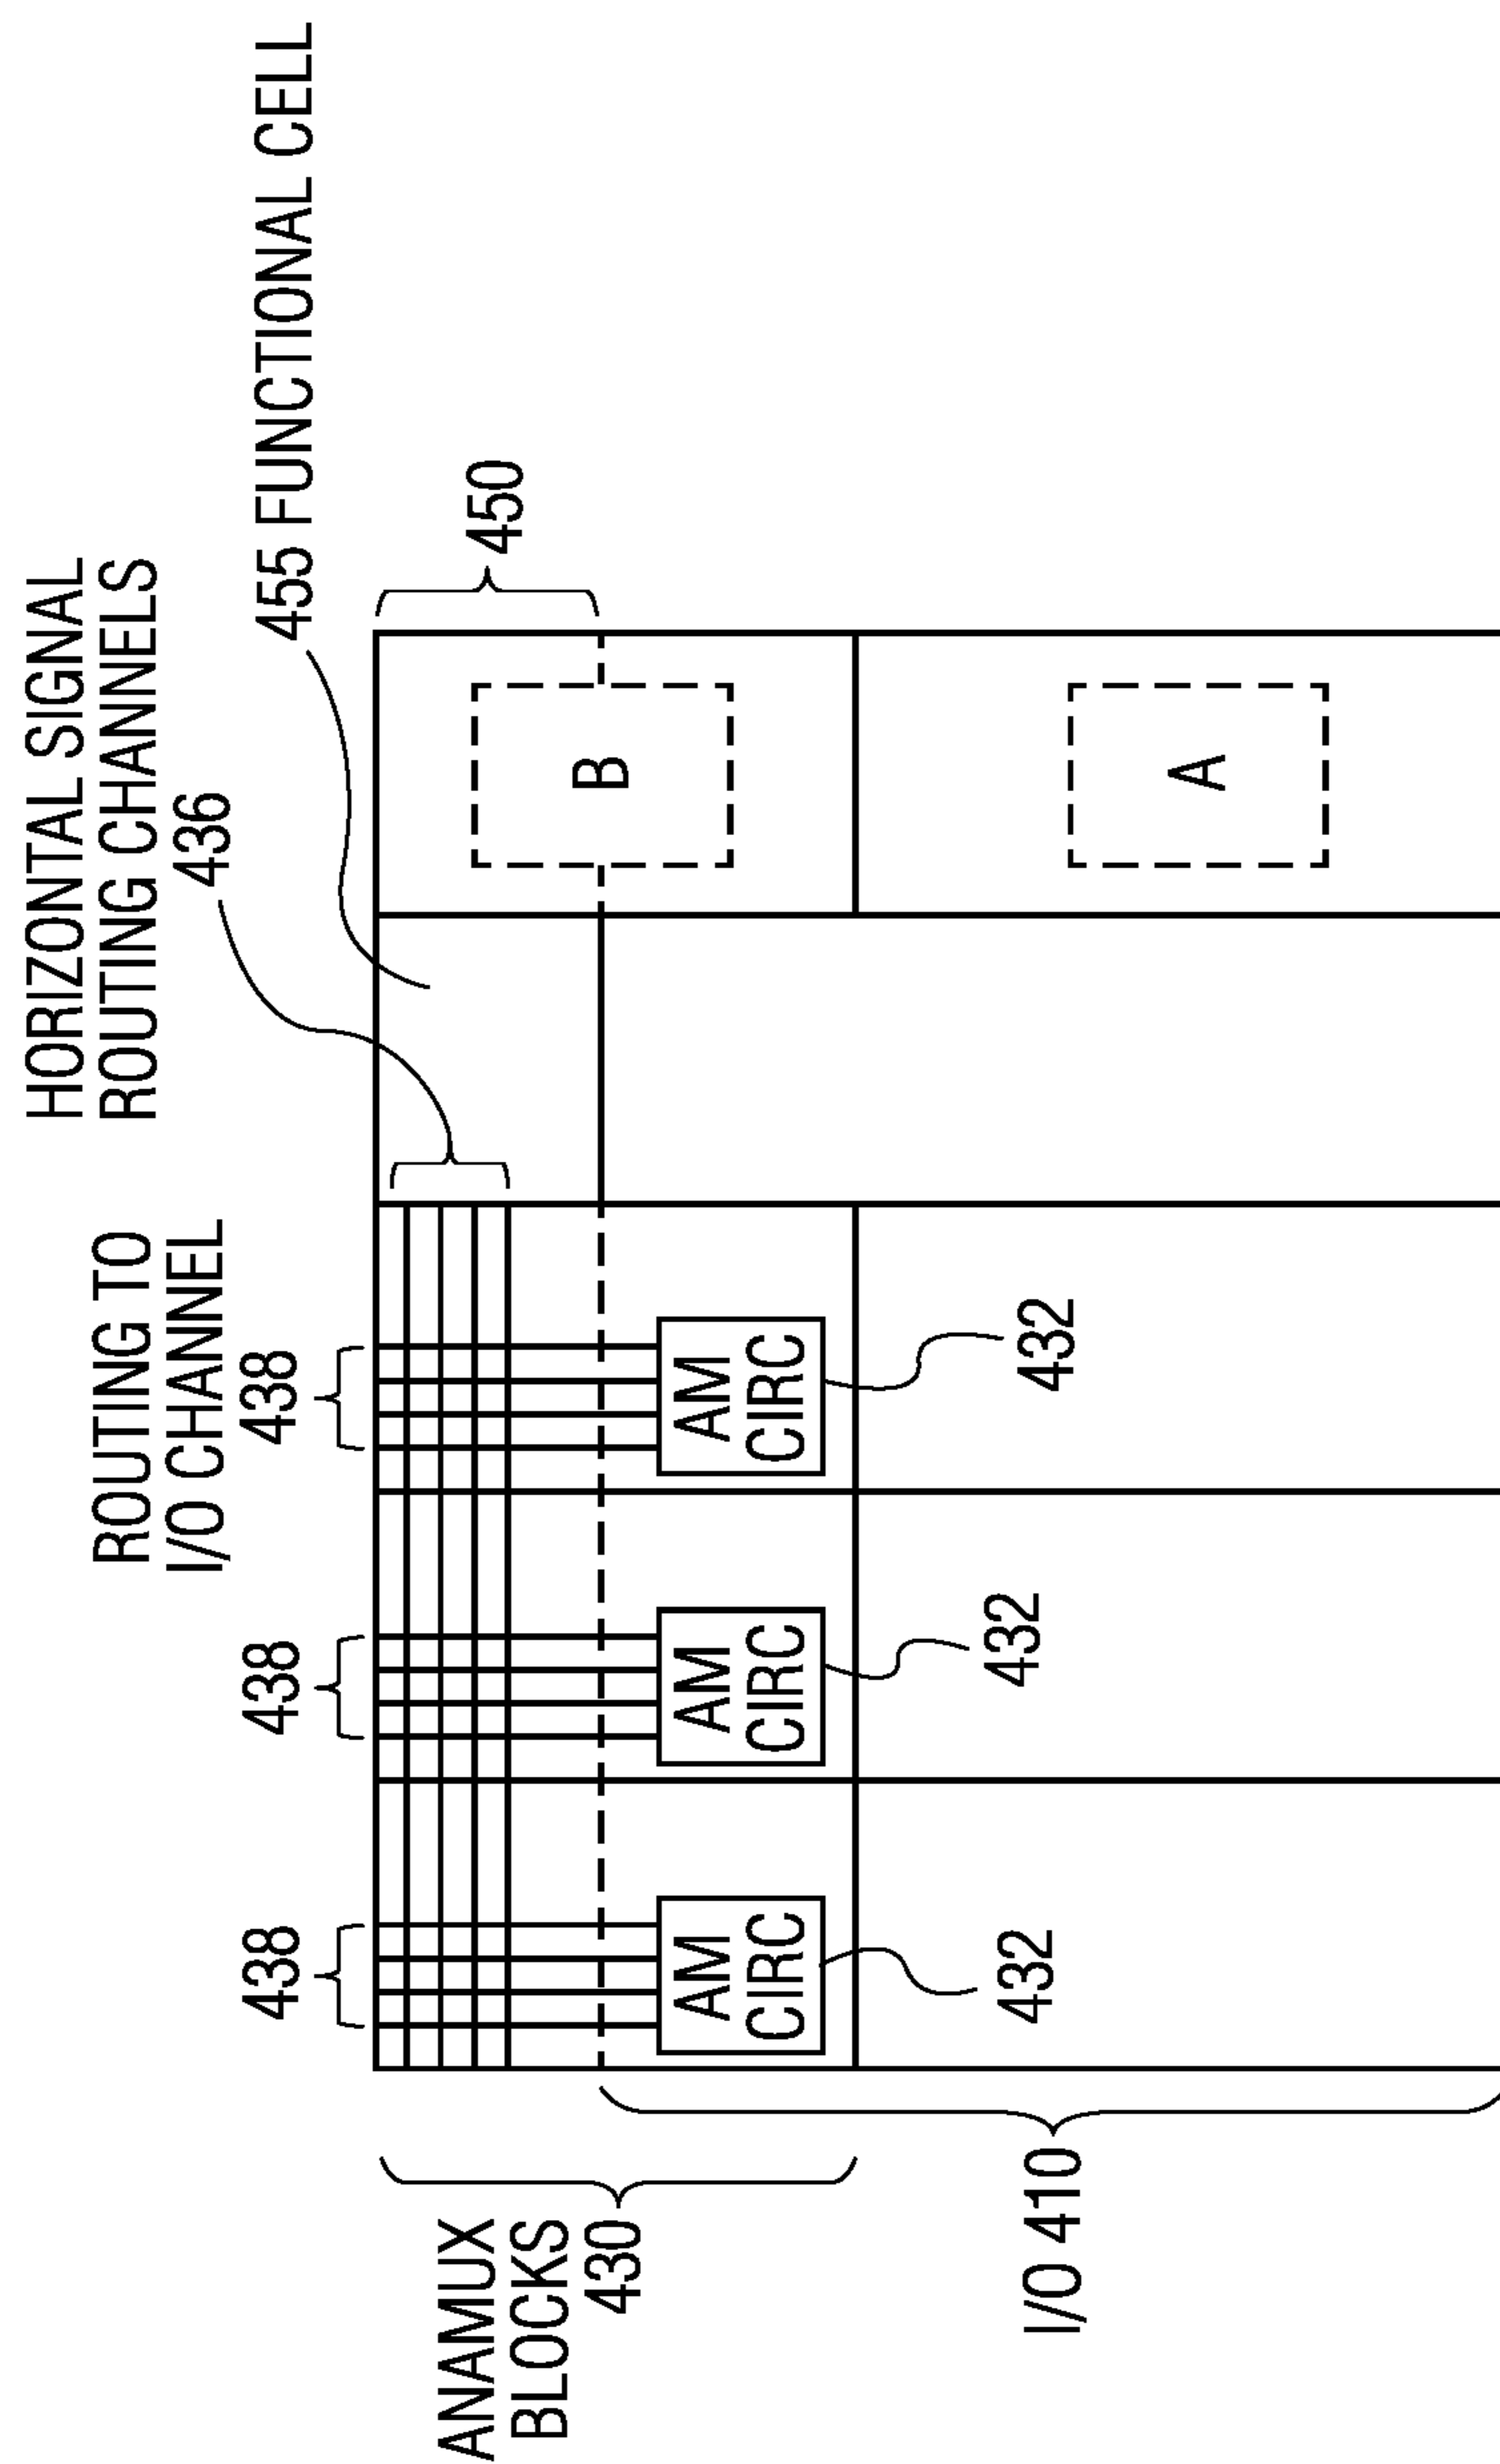 HORIZONTAL SIGNAL
ROUTING CHANNELS
436
455 FUNCTIONAL CELL
ROUTING TO
I/O CHANNEL
438
438
438
450
ANAMUX
BLOCKS
430
AM
CIRC
AM
CIRC
AM
CIRC
B
432
432
432
A
I/O 410